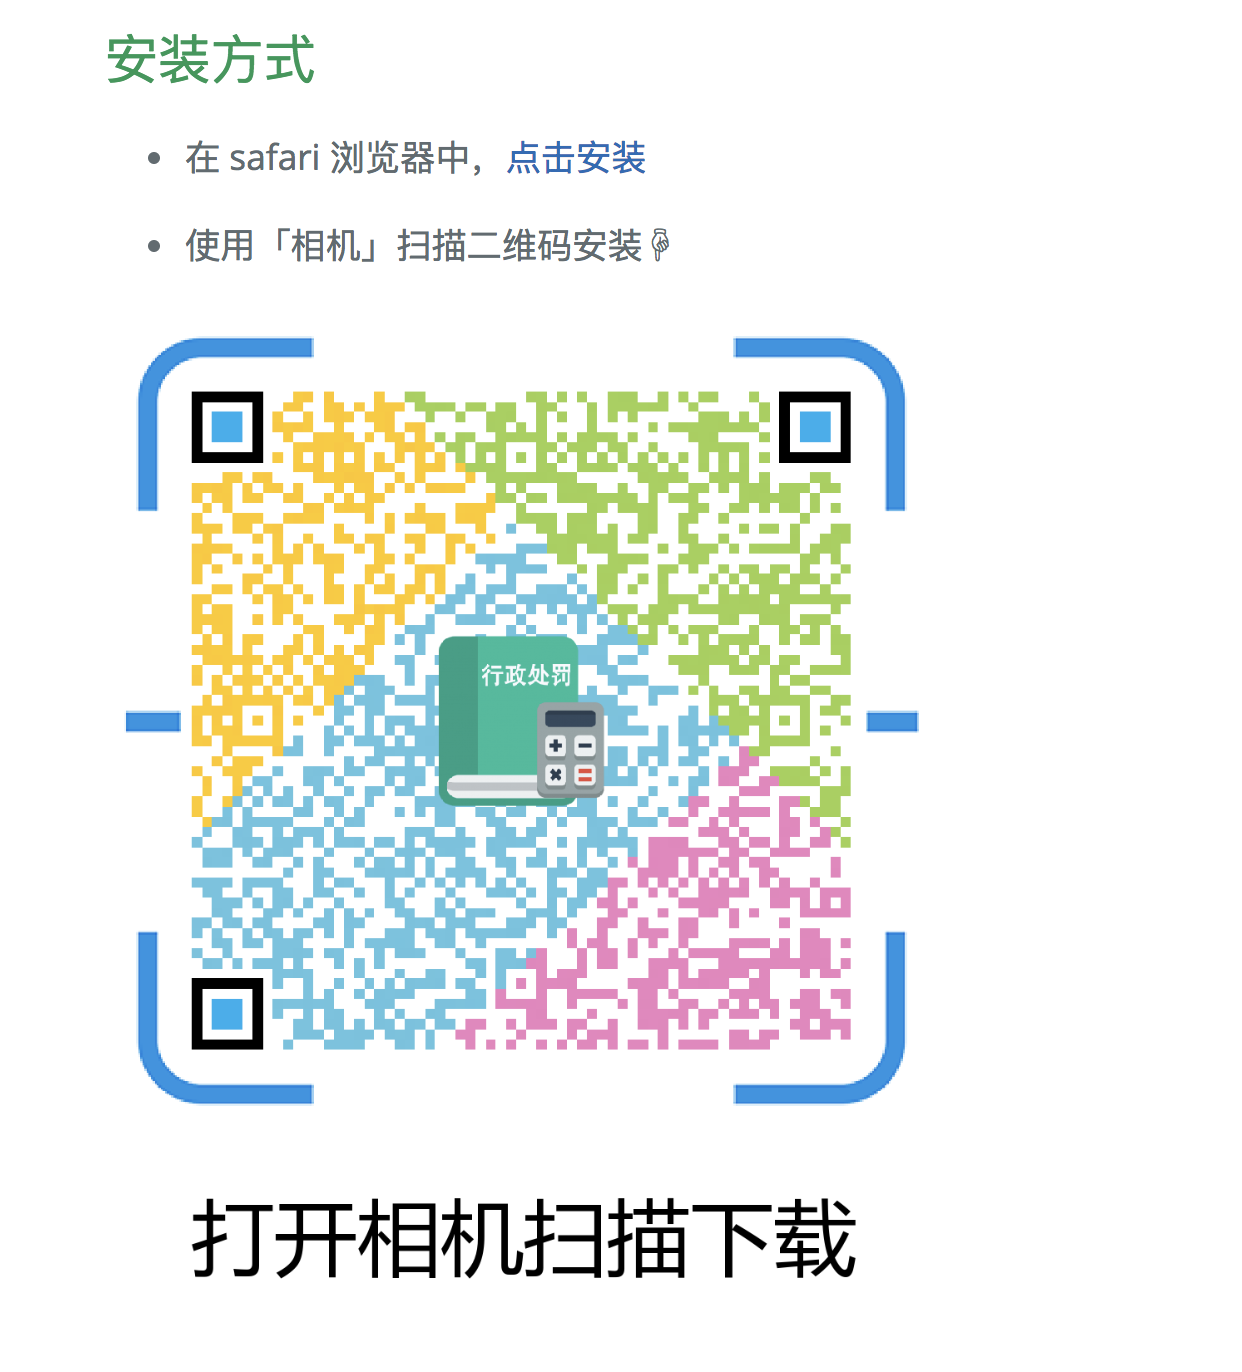 安装方式
在 safari 浏览器中，点击安装
使用「相机」扫描二维码安装
行政处罚
打开相机扫描下载